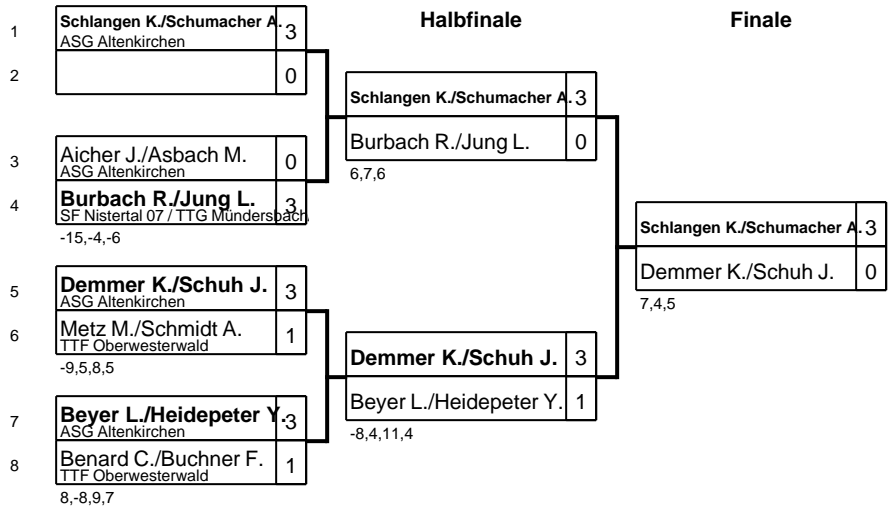 Halbfinale
Finale
1
Schlangen K./Schumacher A. 3
ASG Altenkirchen
2
0
3
Aicher J./Asbach M. 0
ASG Altenkirchen
4
Burbach R./Jung L. 3
SF Nistertal 07 / TTG Mündersbach
-15,-4,-6
5
Demmer K./Schuh J. 3
ASG Altenkirchen
6
Metz M./Schmidt A. 1
TTF Oberwesterwald
-9,5,8,5
7
Beyer L./Heidepeter Y. 3
ASG Altenkirchen
8
Benard C./Buchner F. 1
TTF Oberwesterwald
8,-8,9,7
Schlangen K./Schumacher A. 3
Burbach R./Jung L. 0
6,7,6
Demmer K./Schuh J. 3
Beyer L./Heidepeter Y. 1
-8,4,11,4
Schlangen K./Schumacher A. 3
Demmer K./Schuh J. 0
7,4,5